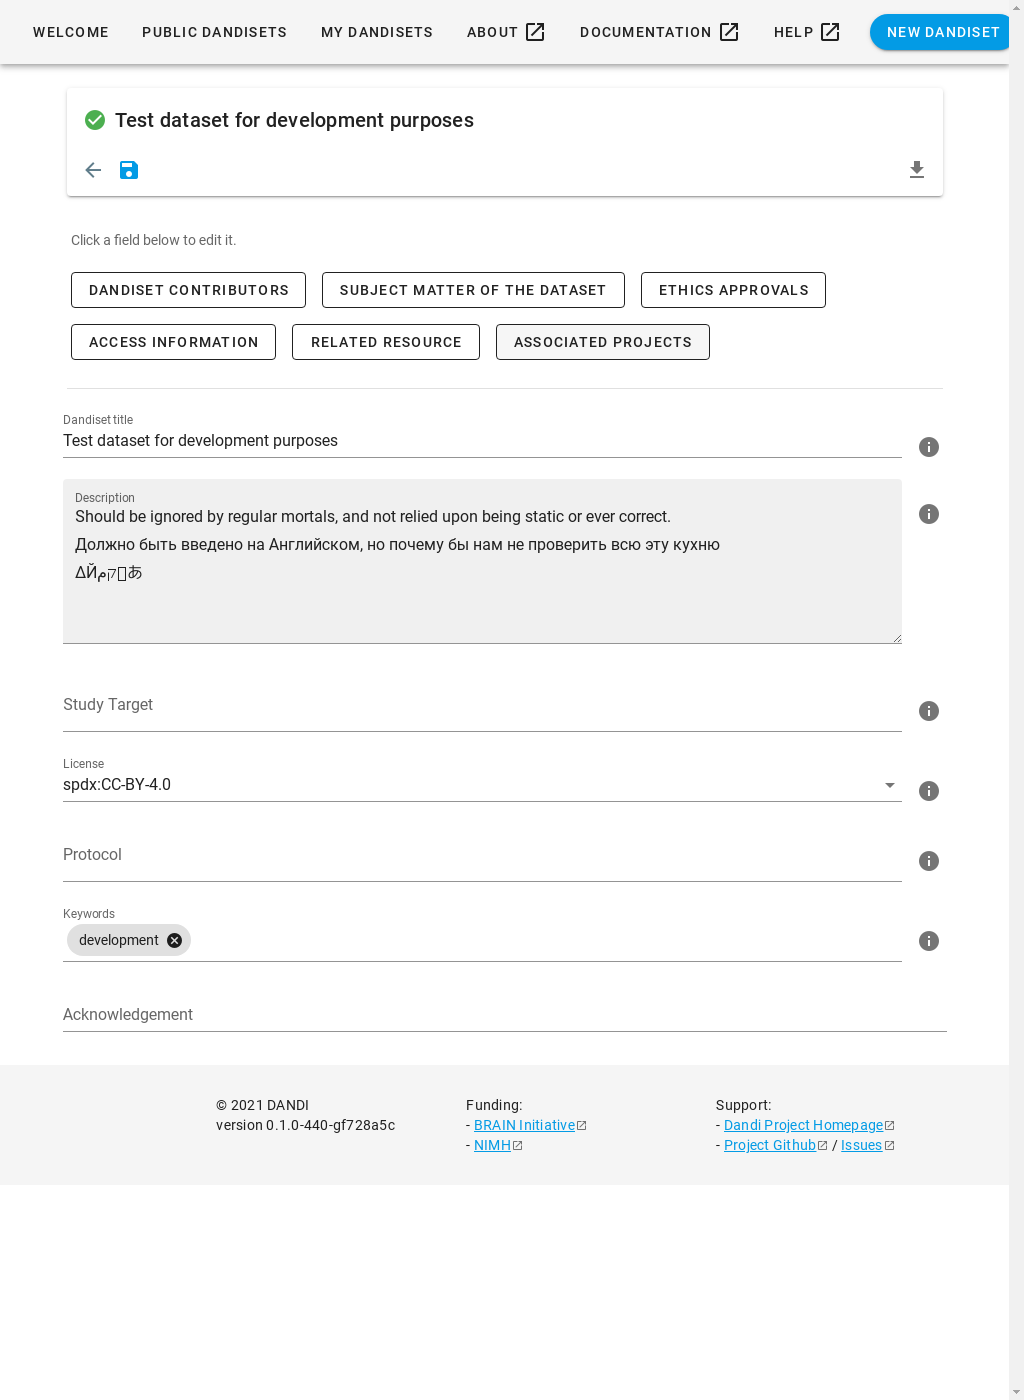 WELCOME PUBLIC DANDISETS MY DANDISETS ABOUT DOCUMENTATION HELP NEW DANDISET
Test dataset for development purposes
Click a field below to edit it.
DANDISET CONTRIBUTORS SUBJECT MATTER OF THE DATASET ETHICS APPROVALS
ACCESS INFORMATION RELATED RESOURCE ASSOCIATED PROJECTS
Dandiset title
Test dataset for development purposes
Description
Should be ignored by regular mortals, and not relied upon being static or ever correct.
Должно быть введено на Английском, но почему бы нам не проверить всю эту кухню
Study Target
License
spdx:CC-BY-4.0
Protocol
Keywords
development
Acknowledgement
© 2021 DANDI
version 0.1.0-440-gf728a5c
Funding:
- BRAIN Initiative
- NIMH
Support:
- Dandi Project Homepage
- Project Github / Issues